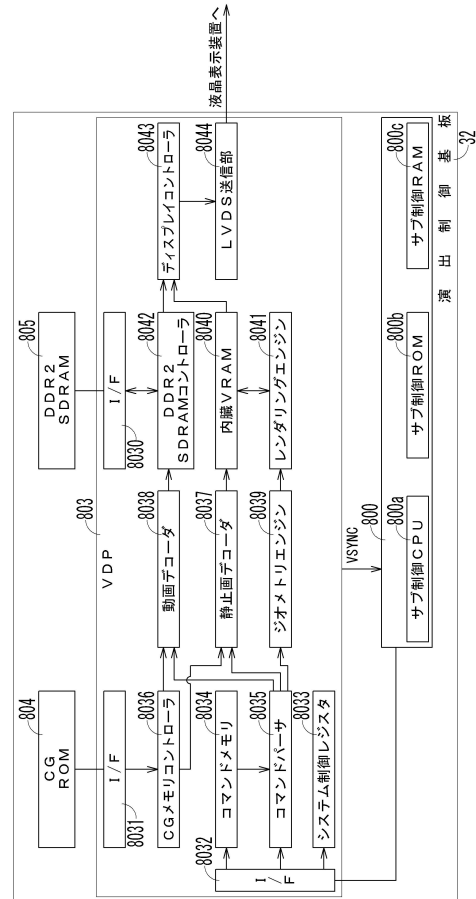 CG
ROM
804
DDR2
SDRAM
805
803
VDP
I/F
8031
I/F
8030
CGメモリコントローラ
8036
動画デコーダ
8038
DDR2
SDRAMコントローラ
8042
ディスプレイコントローラ
8043
コマンドメモリ
8034
静止画デコーダ
8037
内臓VRAM
8040
LVDS送信部
8044
液晶表示装置へ
I/F
8032
コマンドパーサ
8035
ジオメトリエンジン
8039
レンダリングエンジン
8041
システム制御レジスタ
8033
VSYNC
800
サブ制御CPU
800a
サブ制御ROM
800b
サブ制御RAM
800c
演出制御基板
32